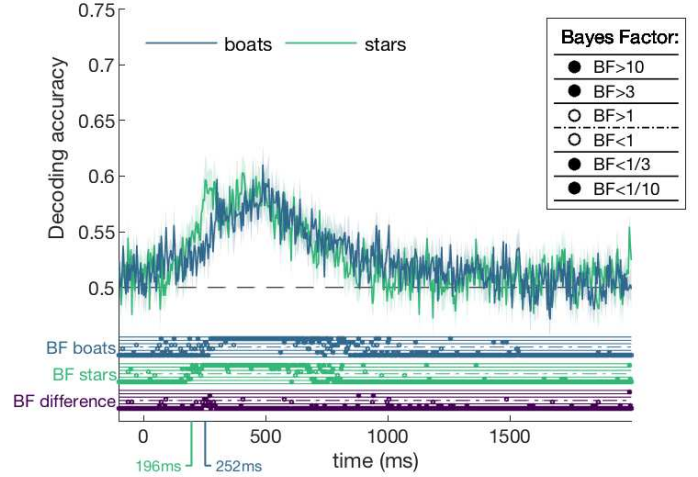 0.75
boats
stars
Bayes Factor:
BF>10
BF>3
BF>1
BF<1
BF<1/3
BF<1/10
0.7
0.65
0.6
0.55
0.5
Decoding accuracy
BF boats
BF stars
BF difference
0
500
1000
1500
196ms
252ms
time (ms)